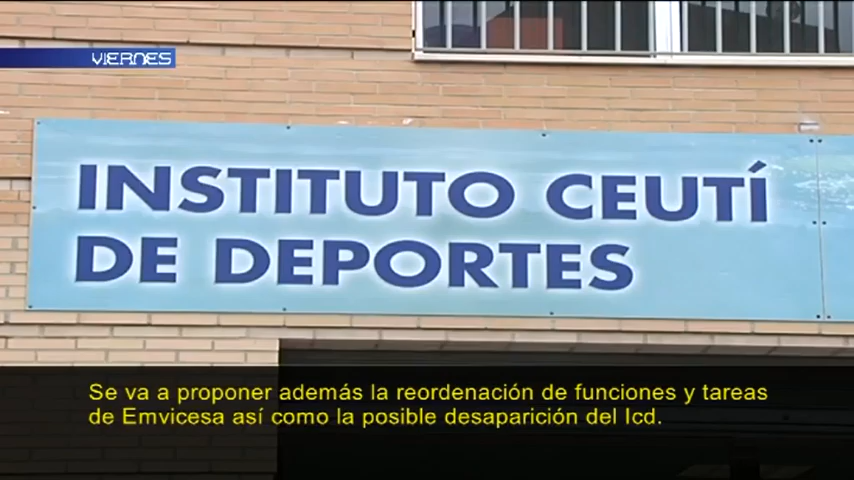 VIERNES
INSTITUTO CEUTÍ
DE DEPORTES
Se va a proponer además la reordenación de funciones y tareas
de Emvicesa así como la posible desaparición del Icd.